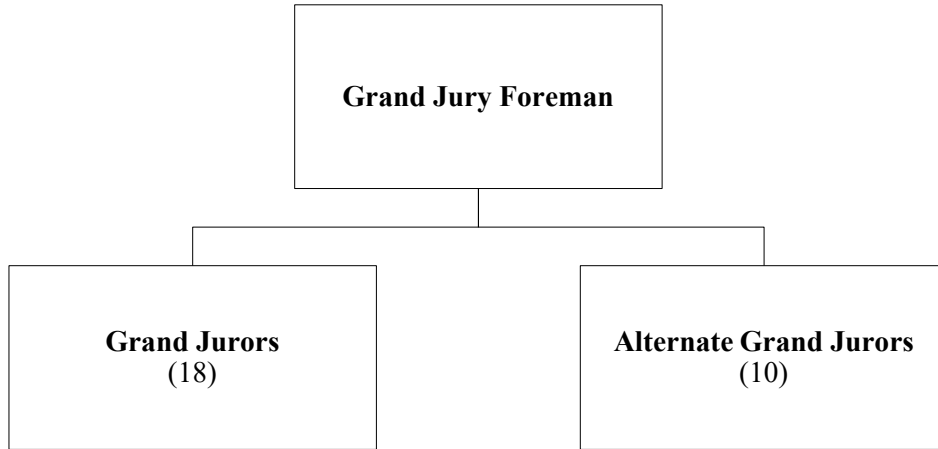 Grand Jury Foreman
Grand Jurors
(18)
Alternate Grand Jurors
(10)